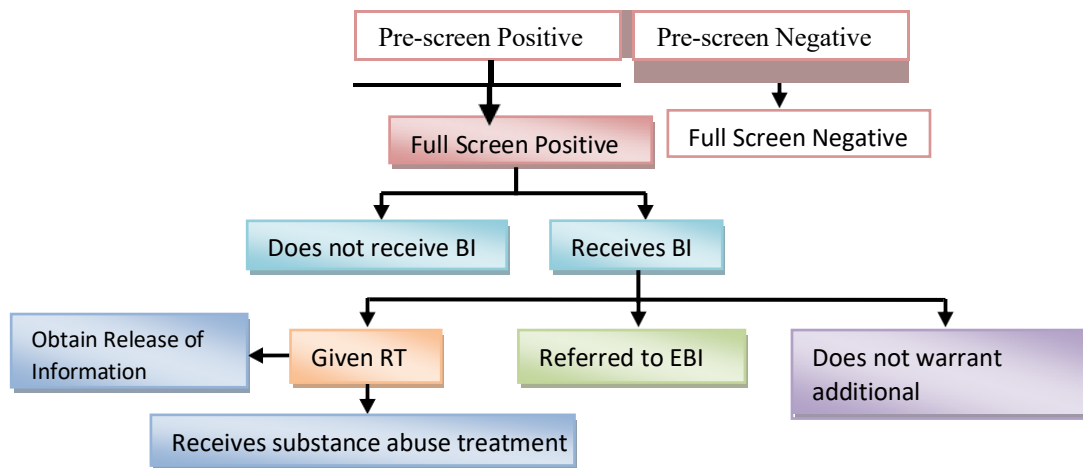 Pre-screen Positive
Pre-screen Negative
Full Screen Positive
Full Screen Negative
Does not receive BI
Receives BI
Obtain Release of
Information
Given RT
Referred to EBI
Does not warrant
additional
Receives substance abuse treatment